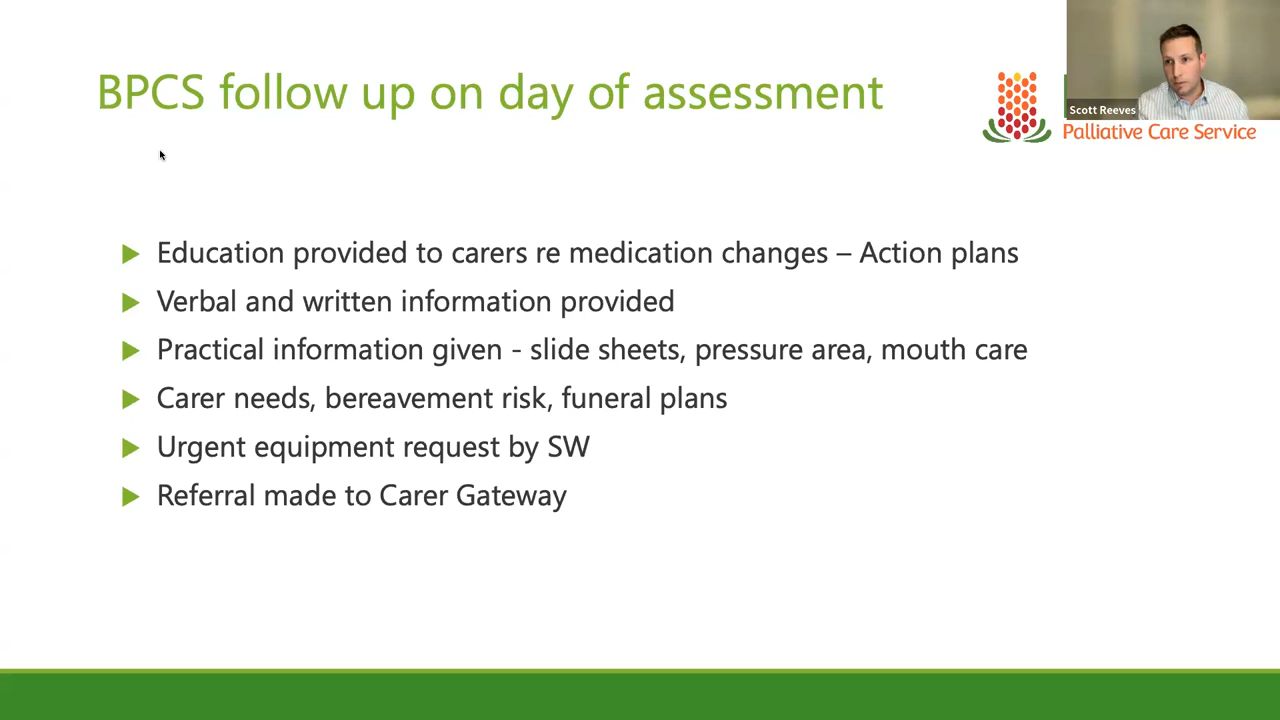 BPCS follow up on day of assessment
Scott Reeves
Palliative Care Service
Education provided to carers re medication changes – Action plans
Verbal and written information provided
Practical information given - slide sheets, pressure area, mouth care
Carer needs, bereavement risk, funeral plans
Urgent equipment request by SW
Referral made to Carer Gateway